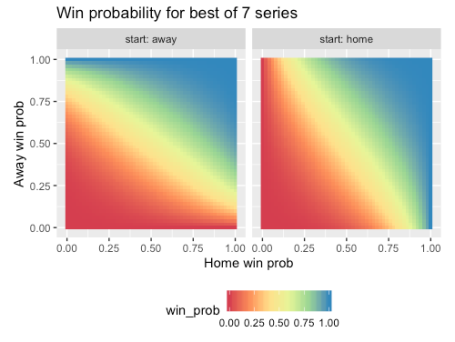 Win probability for best of 7 series
start: away
start: home
Away win prob
1.00
0.75
0.50
0.25
0.00
0.00 0.25 0.50 0.75 1.00
0.00 0.25 0.50 0.75 1.00
Home win prob
win_prob
0.00 0.25 0.50 0.75 1.00